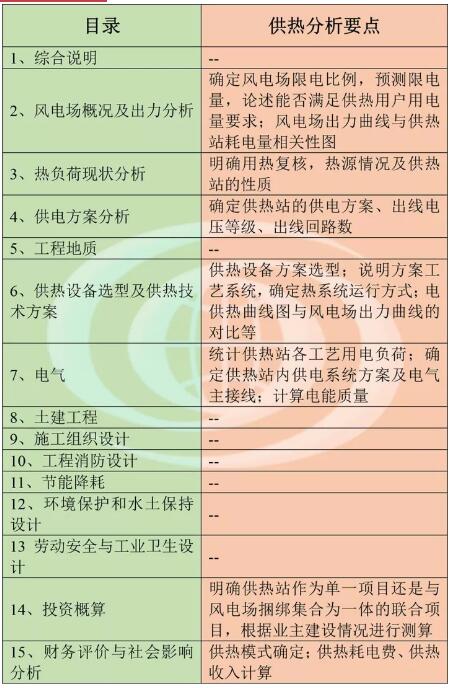 目录
供热分析要点
1、综合说明
--
2、风电场概况及出力分析
确定风电场限电比例，预测限电
量，论述能否满足供热用户用电
量要求；风电场出力曲线与供热
站耗电量相关性图
3、热负荷现状分析
明确用热复核，热源情况及供热
站的性质
4、供电方案分析
确定供热站的供电方案、出线电
压等级、出线回路数
5、工程地质
--
6、供热设备选型及供热技
术方案
供热设备方案选型；说明方案工
艺系统，确定热系统运行方式；电
供热曲线图与风电场出力曲线的
对比等
7、电气
统计供热站各工艺用电负荷；确
定供热站内供电系统方案及电气
主接线；计算电能质量
8、土建工程
--
9、施工组织设计
--
10、工程消防设计
--
11、节能降耗
--
12、环境保护和水土保持
设计
--
13 劳动安全与工业卫生设
计
--
14、投资概算
明确供热站作为单一项目还是与
风电场捆绑集合为一体的联合项
目，根据业主建设情况进行测算
15、财务评价与社会影响
分析
供热模式确定；供热耗电费、供热
收入计算